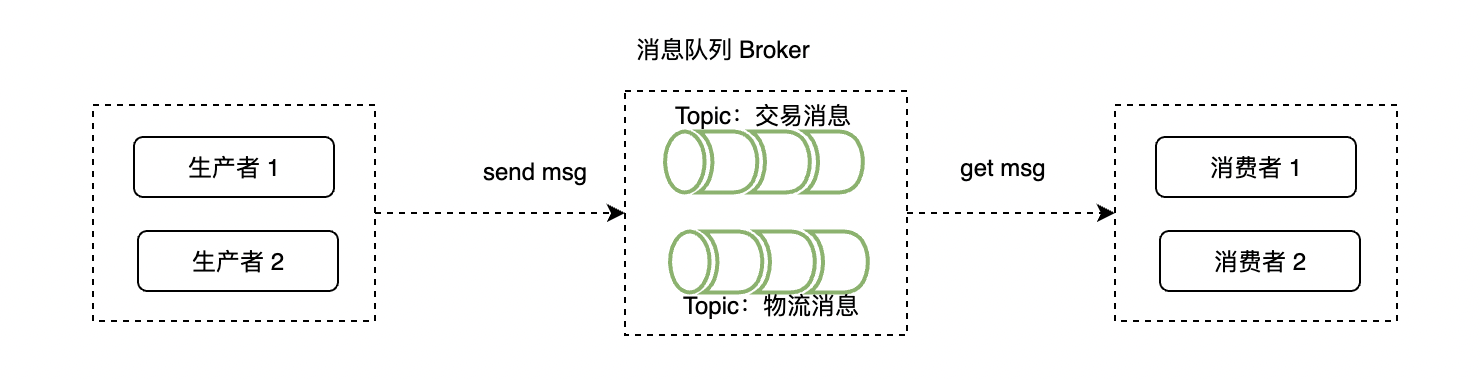 消息队列 Broker
生产者 1
生产者 2
send msg
Topic：交易消息
Topic：物流消息
get msg
消费者 1
消费者 2